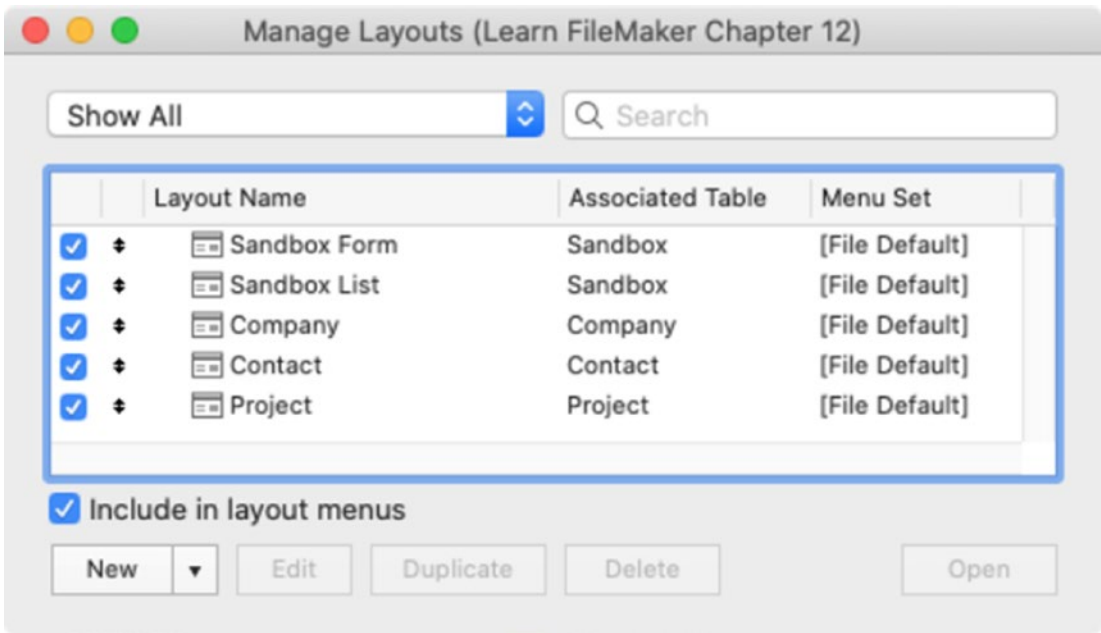 Manage Layouts (Learn FileMaker Chapter 12)
Show All Search
Layout Name Associated Table Menu Set
Sandbox Form Sandbox [File Default]
Sandbox List Sandbox [File Default]
Company Company [File Default]
Contact Contact [File Default]
Project Project [File Default]
Include in layout menus
New Edit Duplicate Delete Open